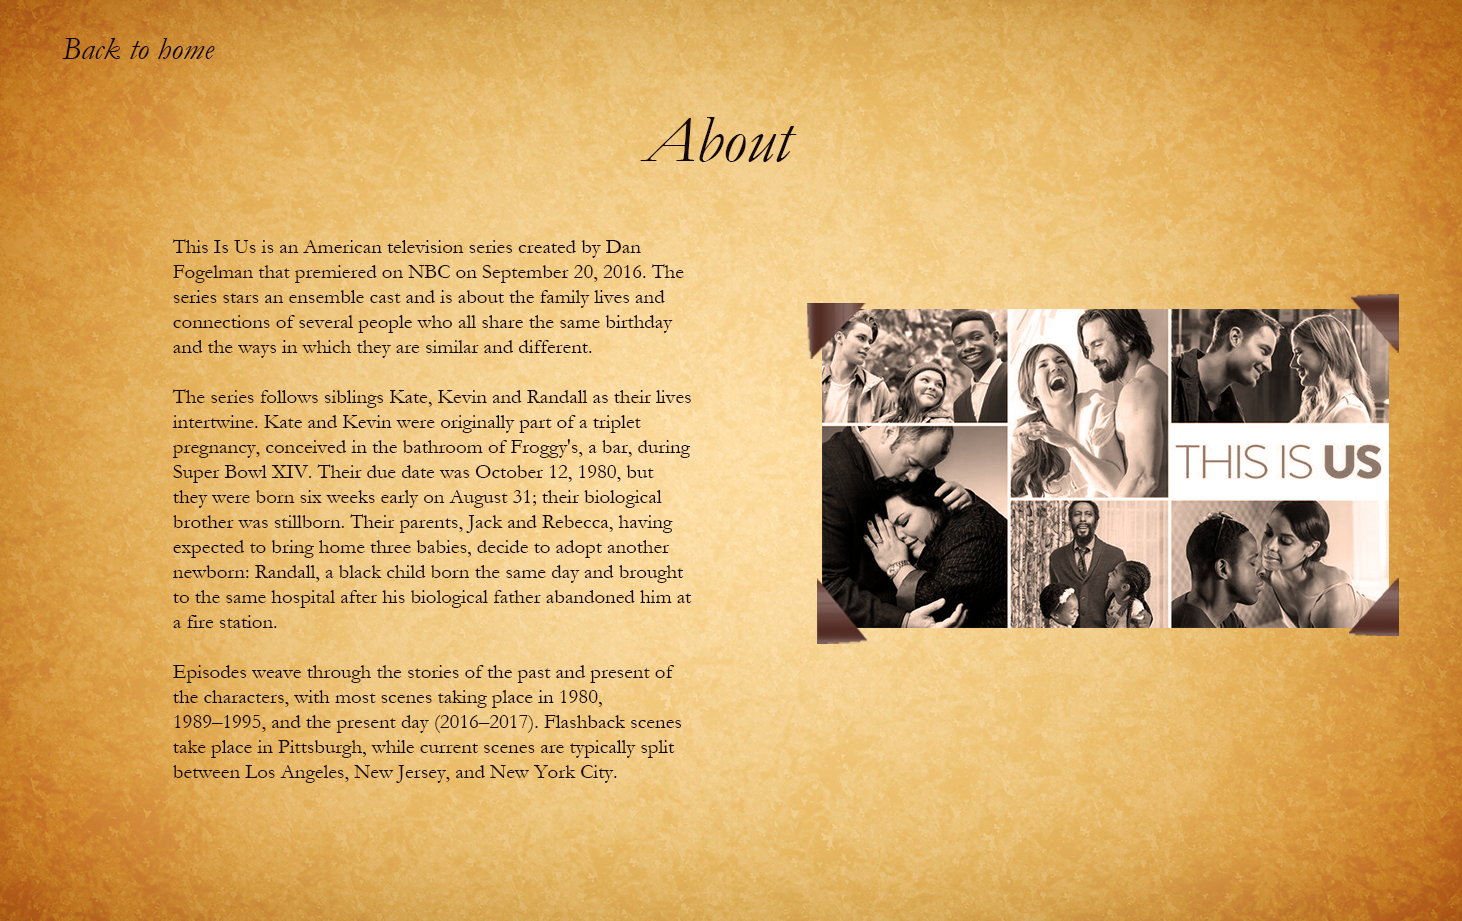 Back to home
About
This Is Us is an American television series created by Dan
Fogelman that premiered on NBC on September 20, 2016. The
series stars an ensemble cast and is about the family lives and
connections of several people who all share the same birthday
and the ways in which they are similar and different.
The series follows siblings Kate, Kevin and Randall as their lives
intertwine. Kate and Kevin were originally part of a triplet
pregnancy, conceived in the bathroom of Froggy's, a bar, during
Super Bowl XIV. Their due date was October 12, 1980, but
they were born six weeks early on August 31; their biological
brother was stillborn. Their parents, Jack and Rebecca, having
expected to bring home three babies, decide to adopt another
newborn: Randall, a black child born the same day and brought
to the same hospital after his biological father abandoned him at
a fire station.
Episodes weave through the stories of the past and present of
the characters, with most scenes taking place in 1980,
1989–1995, and the present day (2016–2017). Flashback scenes
take place in Pittsburgh, while current scenes are typically split
between Los Angeles, New Jersey, and New York City.
THIS IS US